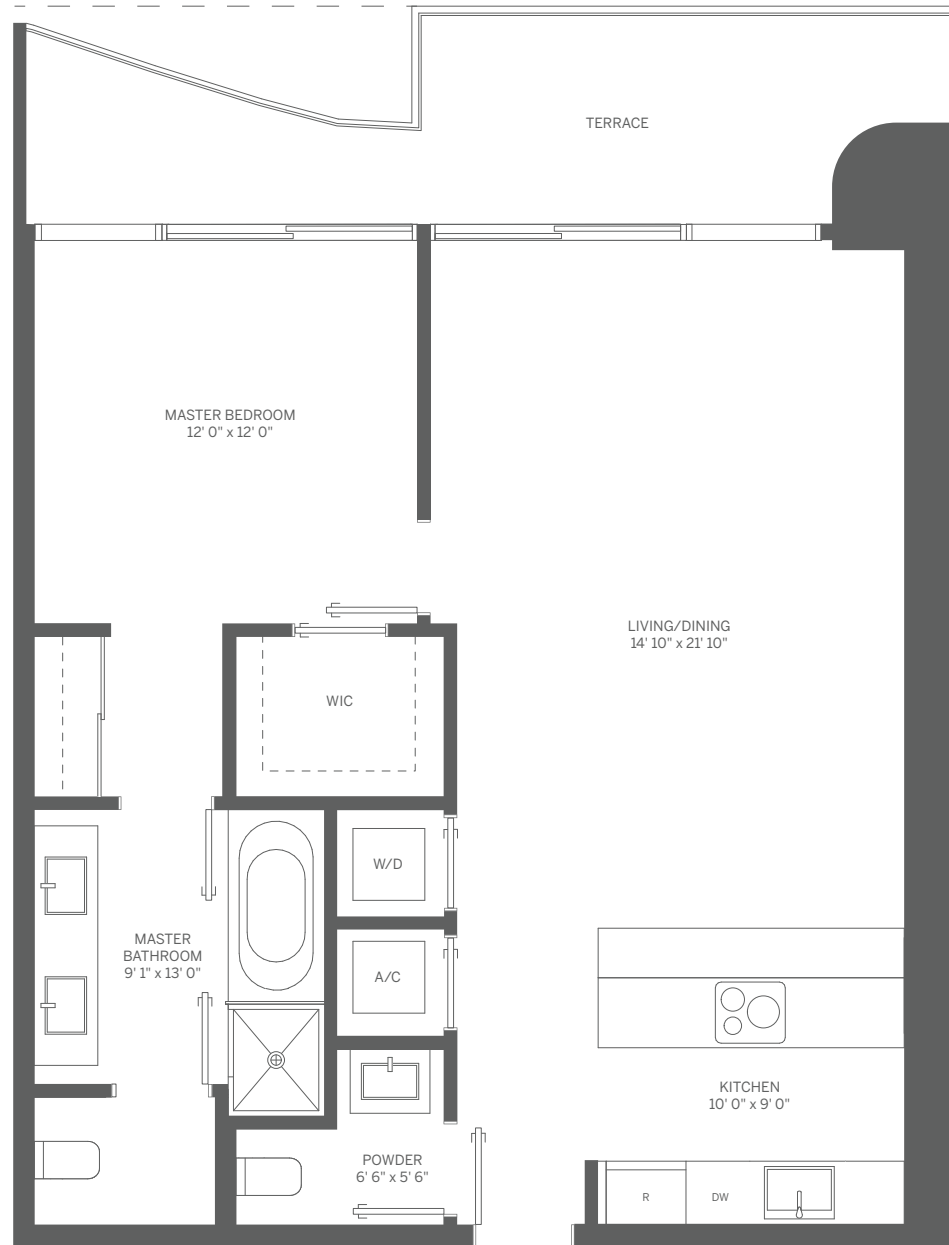 TERRACE
MASTER BEDROOM
12' 0" x 12' 0"
LIVING/DINING
14' 10" x 21' 10"
WIC
W/D
MASTER
BATHROOM
9' 1" x 13' 0"
A/C
KITCHEN
10' 0" x 9' 0"
POWDER
6' 6" x 5' 6"
R
DW